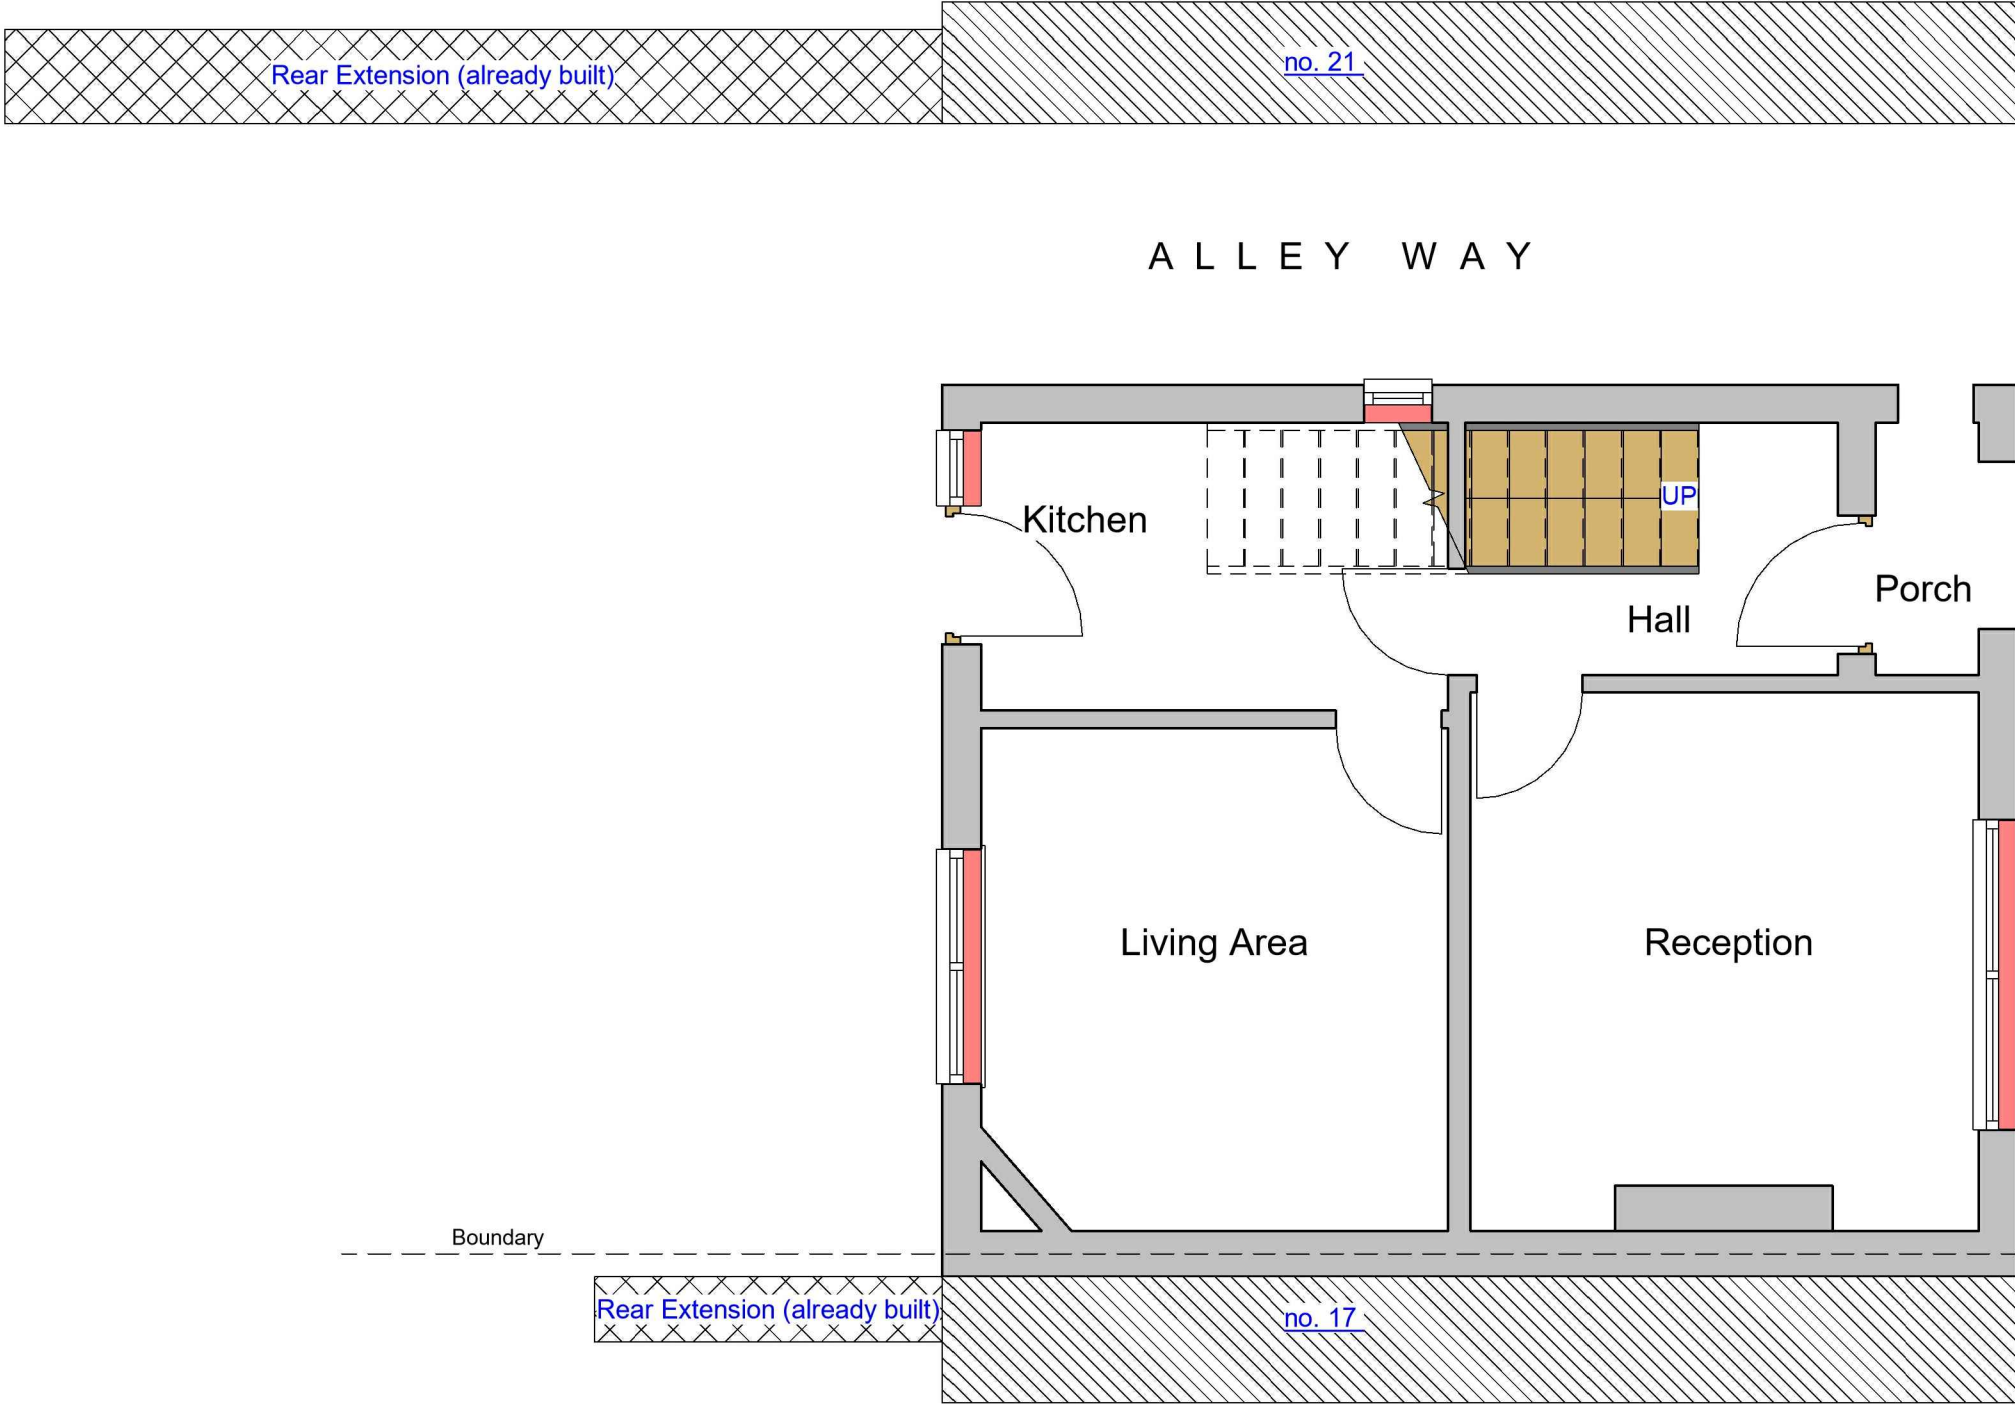 no. 21
Rear Extension (already built)
ALLEY WAY
UP
Kitchen
Porch
Hall
Living Area
Reception
Boundary
Rear Extension (already built)
no. 17